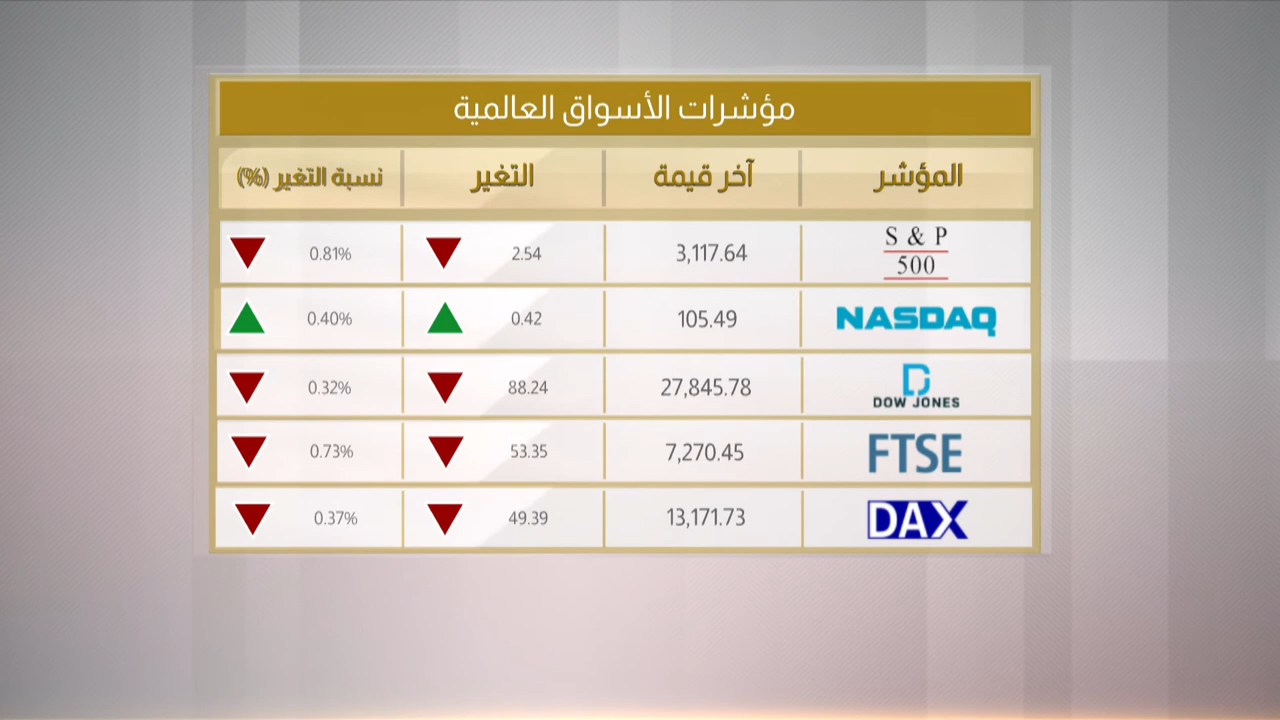 مؤشرات الأسواق العالمية
المؤشر آخر قيمة التغير نسبة التغير (%)
S & P
500
3,117.64 2.54 0.81%
NASDAQ 105.49 0.42 0.40%
DOW JONES 27,845.78 88.24 0.32%
FTSE 7,270.45 53.35 0.73%
DAX 13,171.73 49.39 0.37%